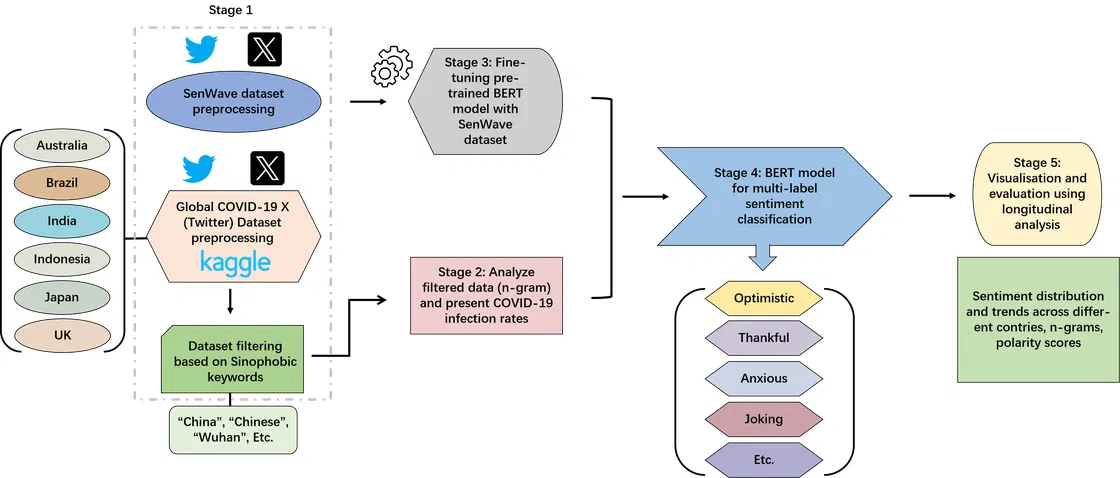 Stage 1
SenWave dataset
preprocessing
Australia
Brazil
India
Indonesia
Japan
UK
Global COVID-19 X
(Twitter) Dataset
preprocessing
kaggle
Dataset filtering
based on Sinophobic
keywords
“China”, “Chinese”,
“Wuhan”, Etc.
Stage 3: Fine-
tuning pre-
trained BERT
model with
SenWave
dataset
Stage 2: Analyze
filtered data (n-gram)
and present COVID-19
infection rates
Stage 4: BERT model
for multi-label
sentiment
classification
Optimistic
Thankful
Anxious
Joking
Etc.
Stage 5:
Visualisation and
evaluation using
longitudinal
analysis
Sentiment distribution
and trends across differ-
ent contries, n-grams,
polarity scores